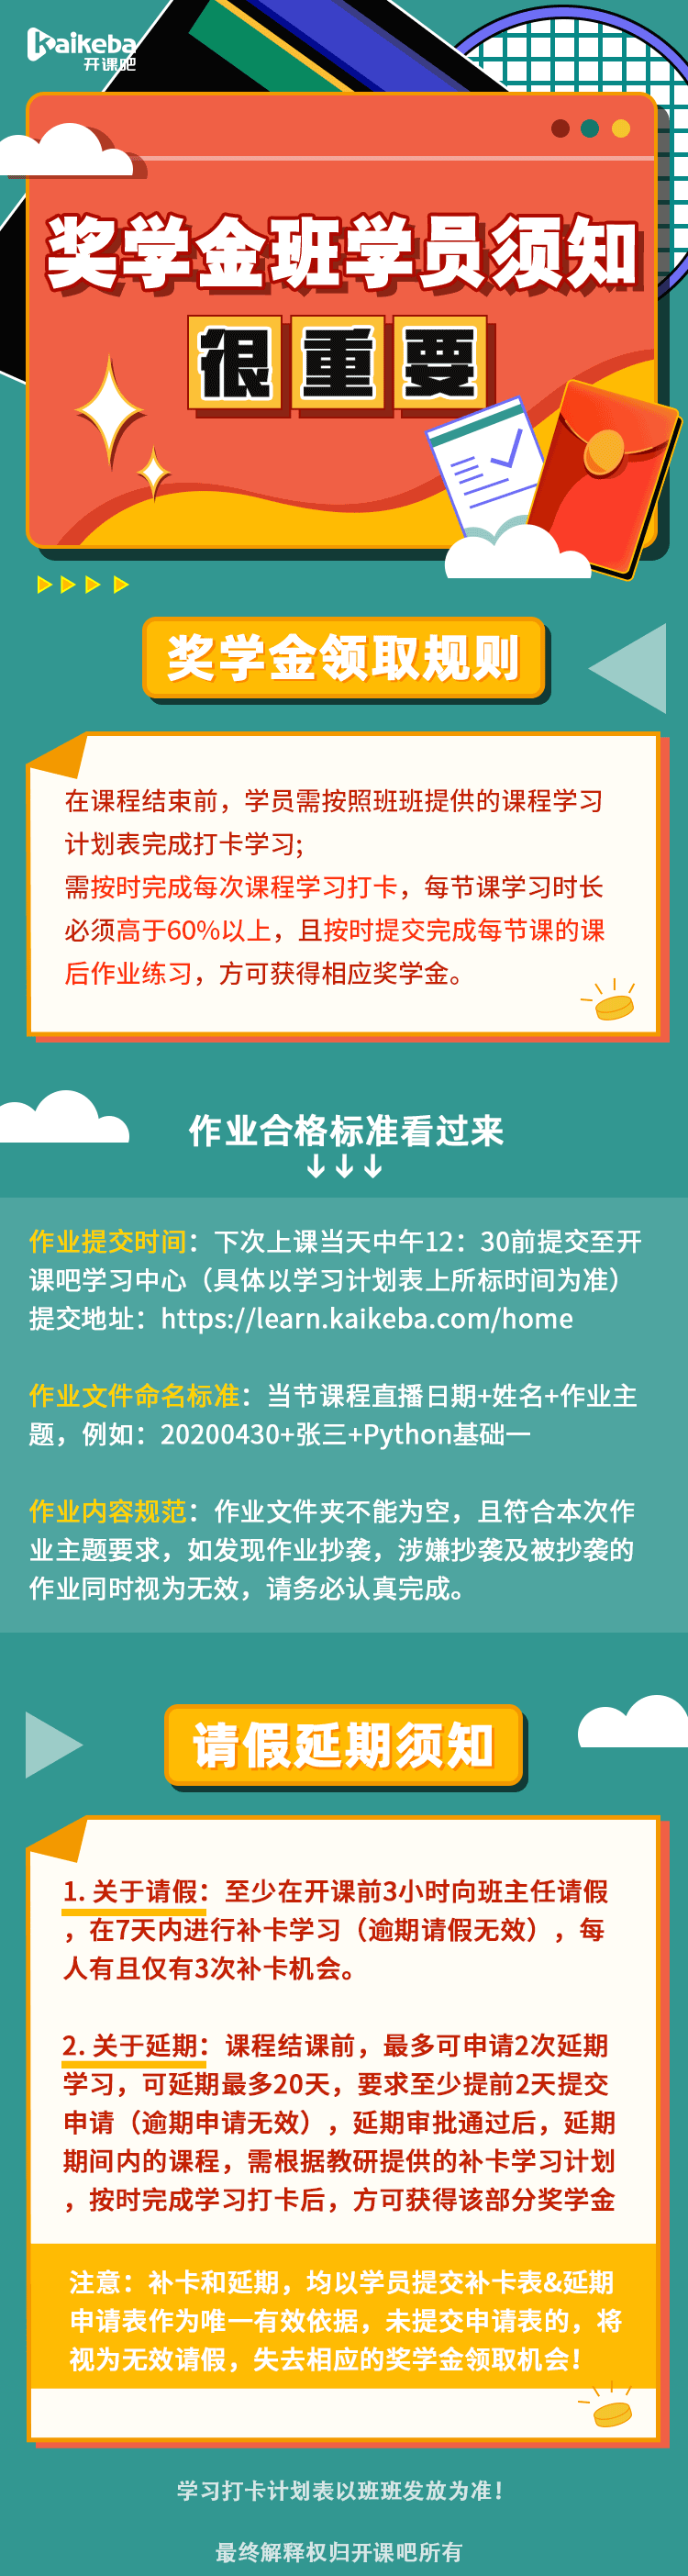 Kaikeba
开课吧
奖学金班学员须知
很重要
奖学金领取规则
在课程结束前，学员需按照班班提供的课程学习
计划表完成打卡学习;
需按时完成每次课程学习打卡，每节课学习时长
必须高于60%以上，且按时提交完成每节课的课
后作业练习，方可获得相应奖学金。
作业合格标准看过来
↓↓↓
作业提交时间：下次上课当天中午12：30前提交至开
课吧学习中心（具体以学习计划表上所标时间为准）
提交地址：https://learn.kaikeba.com/home
作业文件命名标准：当节课程直播日期+姓名+作业主
题，例如：20200430+张三+Python基础一
作业内容规范：作业文件夹不能为空，且符合本次作
业主题要求，如发现作业抄袭，涉嫌抄袭及被抄袭的
作业同时视为无效，请务必认真完成。
请假延期须知
1. 关于请假：至少在开课前3小时向班主任请假
，在7天内进行补卡学习（逾期请假无效），每
人有且仅有3次补卡机会。
2. 关于延期：课程结课前，最多可申请2次延期
学习，可延期最多20天，要求至少提前2天提交
申请（逾期申请无效），延期审批通过后，延期
期间内的课程，需根据教研提供的补卡学习计划
，按时完成学习打卡后，方可获得该部分奖学金
注意：补卡和延期，均以学员提交补卡表&延期
申请表作为唯一有效依据，未提交申请表的，将
视为无效请假，失去相应的奖学金领取机会！
学习打卡计划表以班班发放为准！
最终解释权归开课吧所有